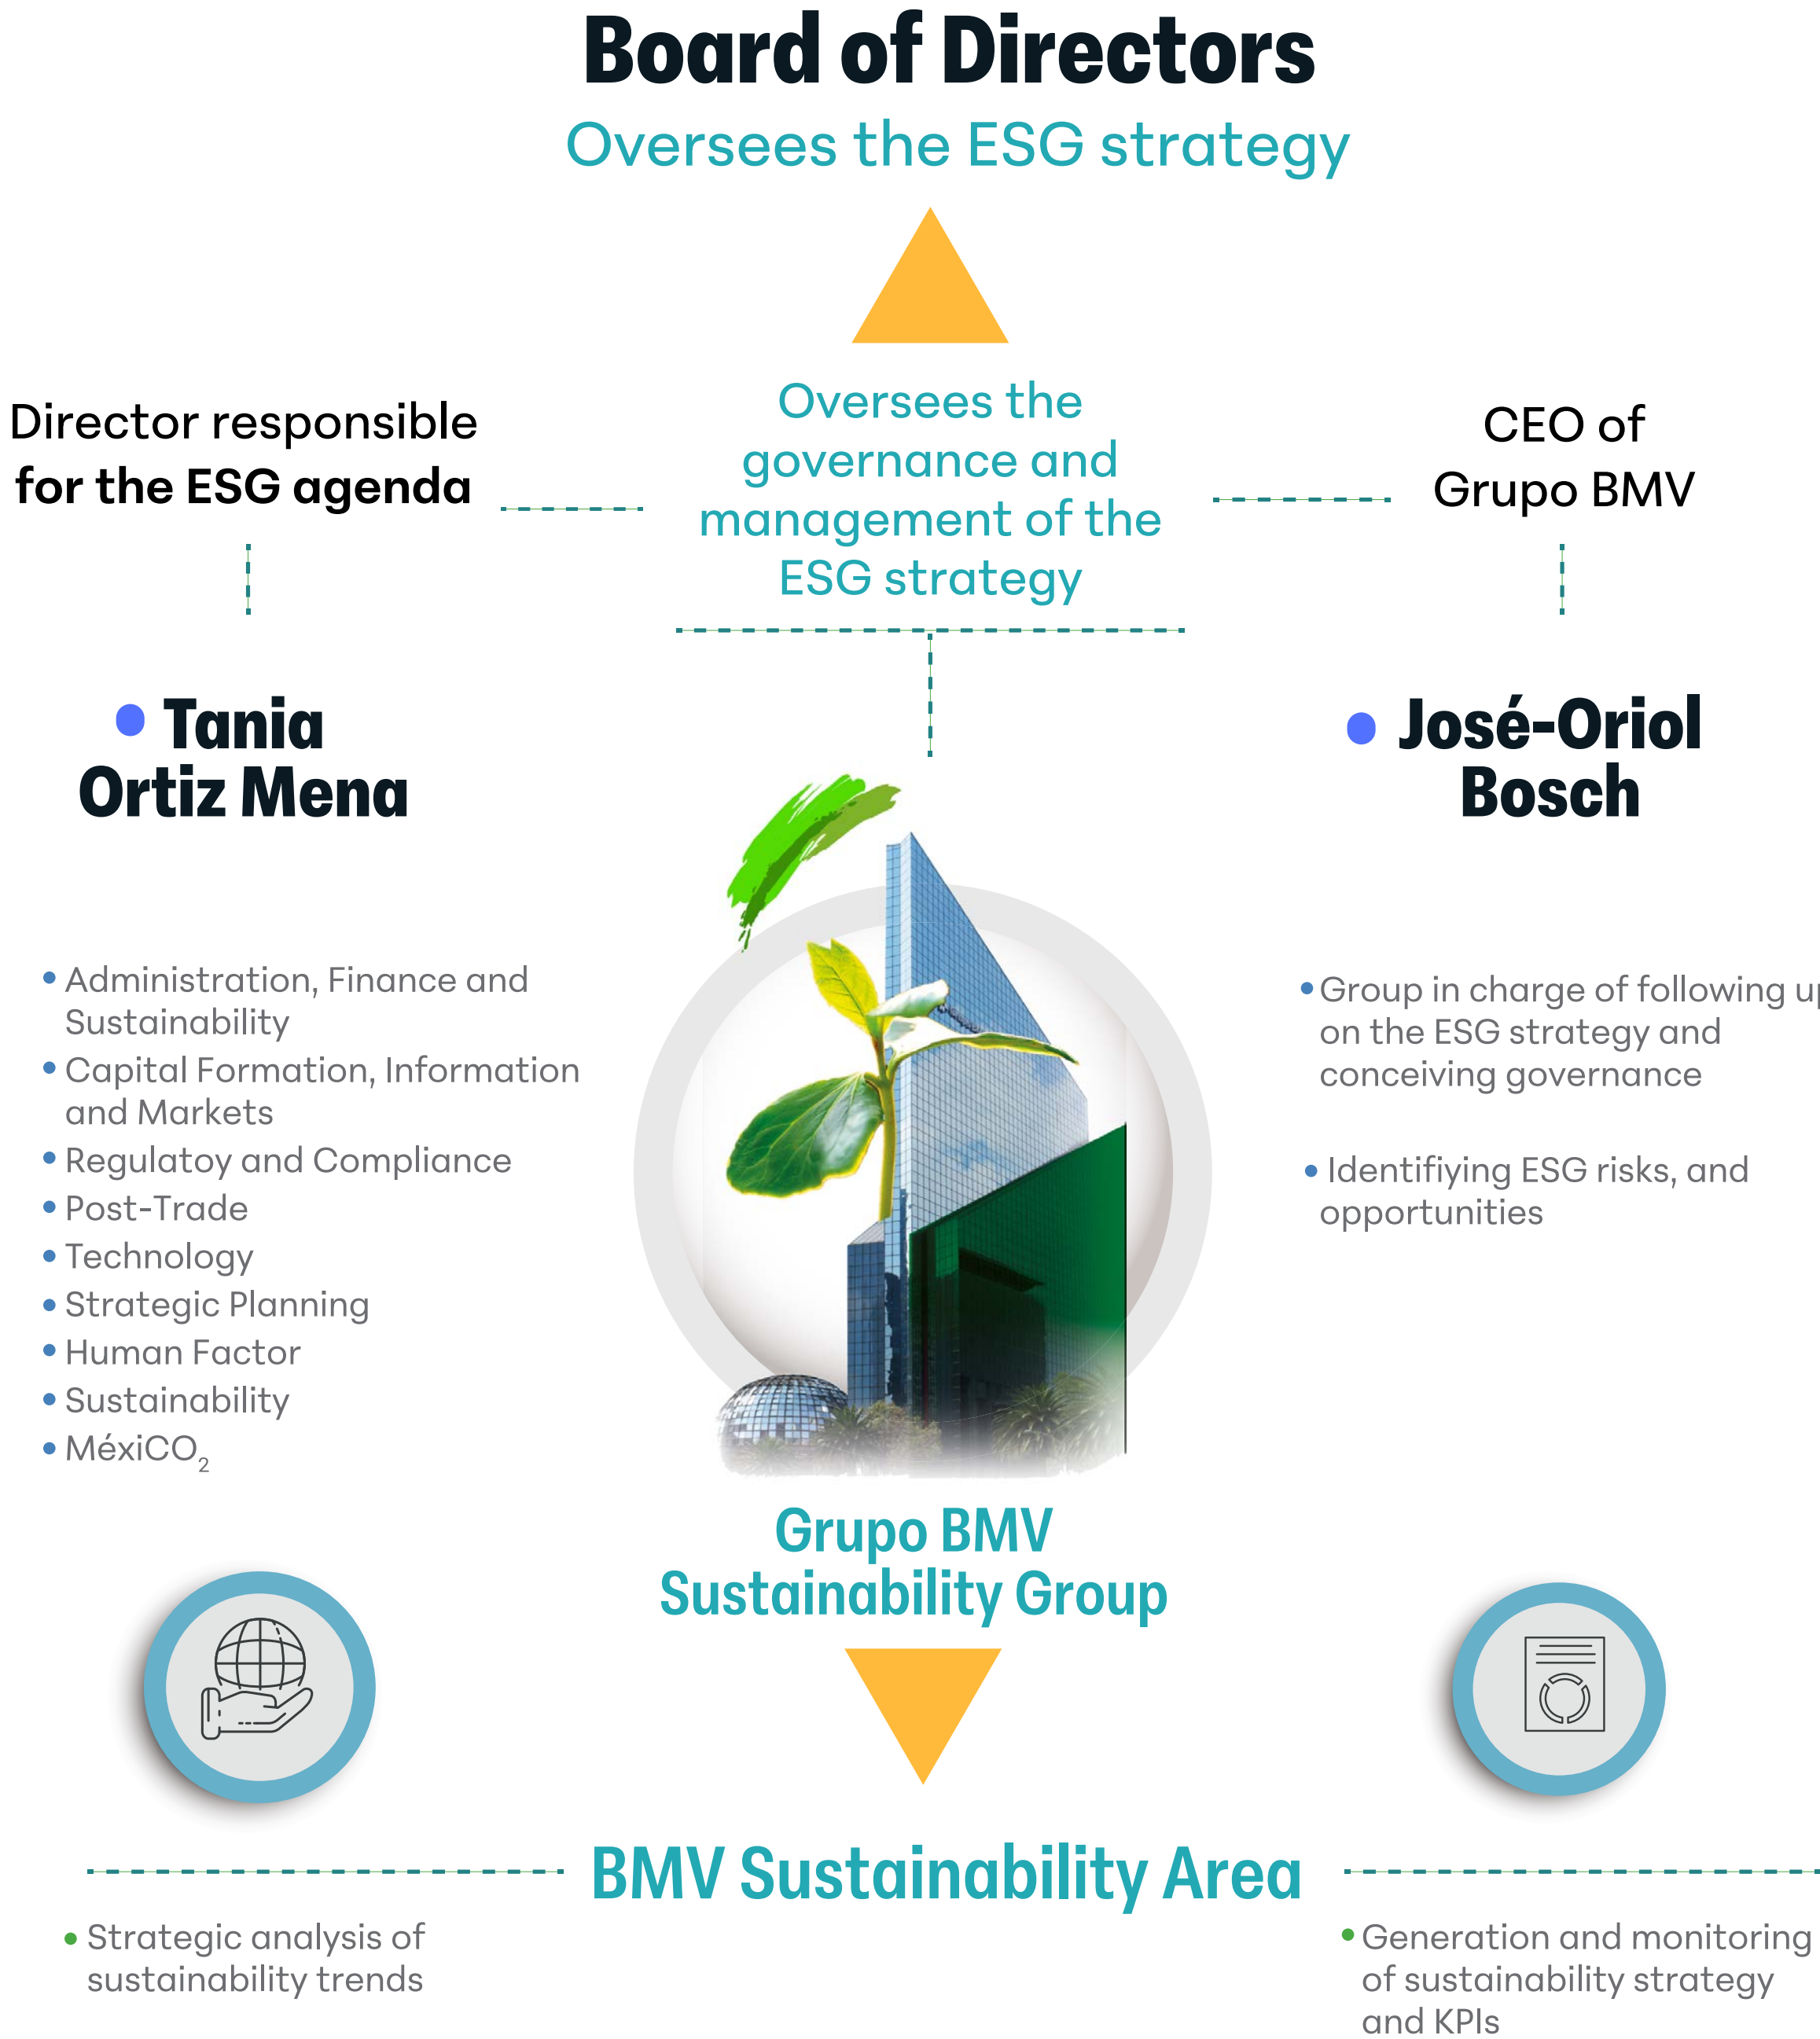 Board of Directors
Oversees the ESG strategy
Director responsible
for the ESG agenda
Oversees the
governance and
management of the
ESG strategy
CEO of
Grupo BMV
Tania
Ortiz Mena
José-Oriol
Bosch
• Administration, Finance and
Sustainability
• Capital Formation, Information
and Markets
• Regulatoy and Compliance
• Post-Trade
• Technology
• Strategic Planning
• Human Factor
• Sustainability
• MéxiCO₂
• Group in charge of following up
on the ESG strategy and
conceiving governance
• Identifiying ESG risks, and
opportunities
Grupo BMV
Sustainability Group
BMV Sustainability Area
• Strategic analysis of
sustainability trends
• Generation and monitoring
of sustainability strategy
and KPIs